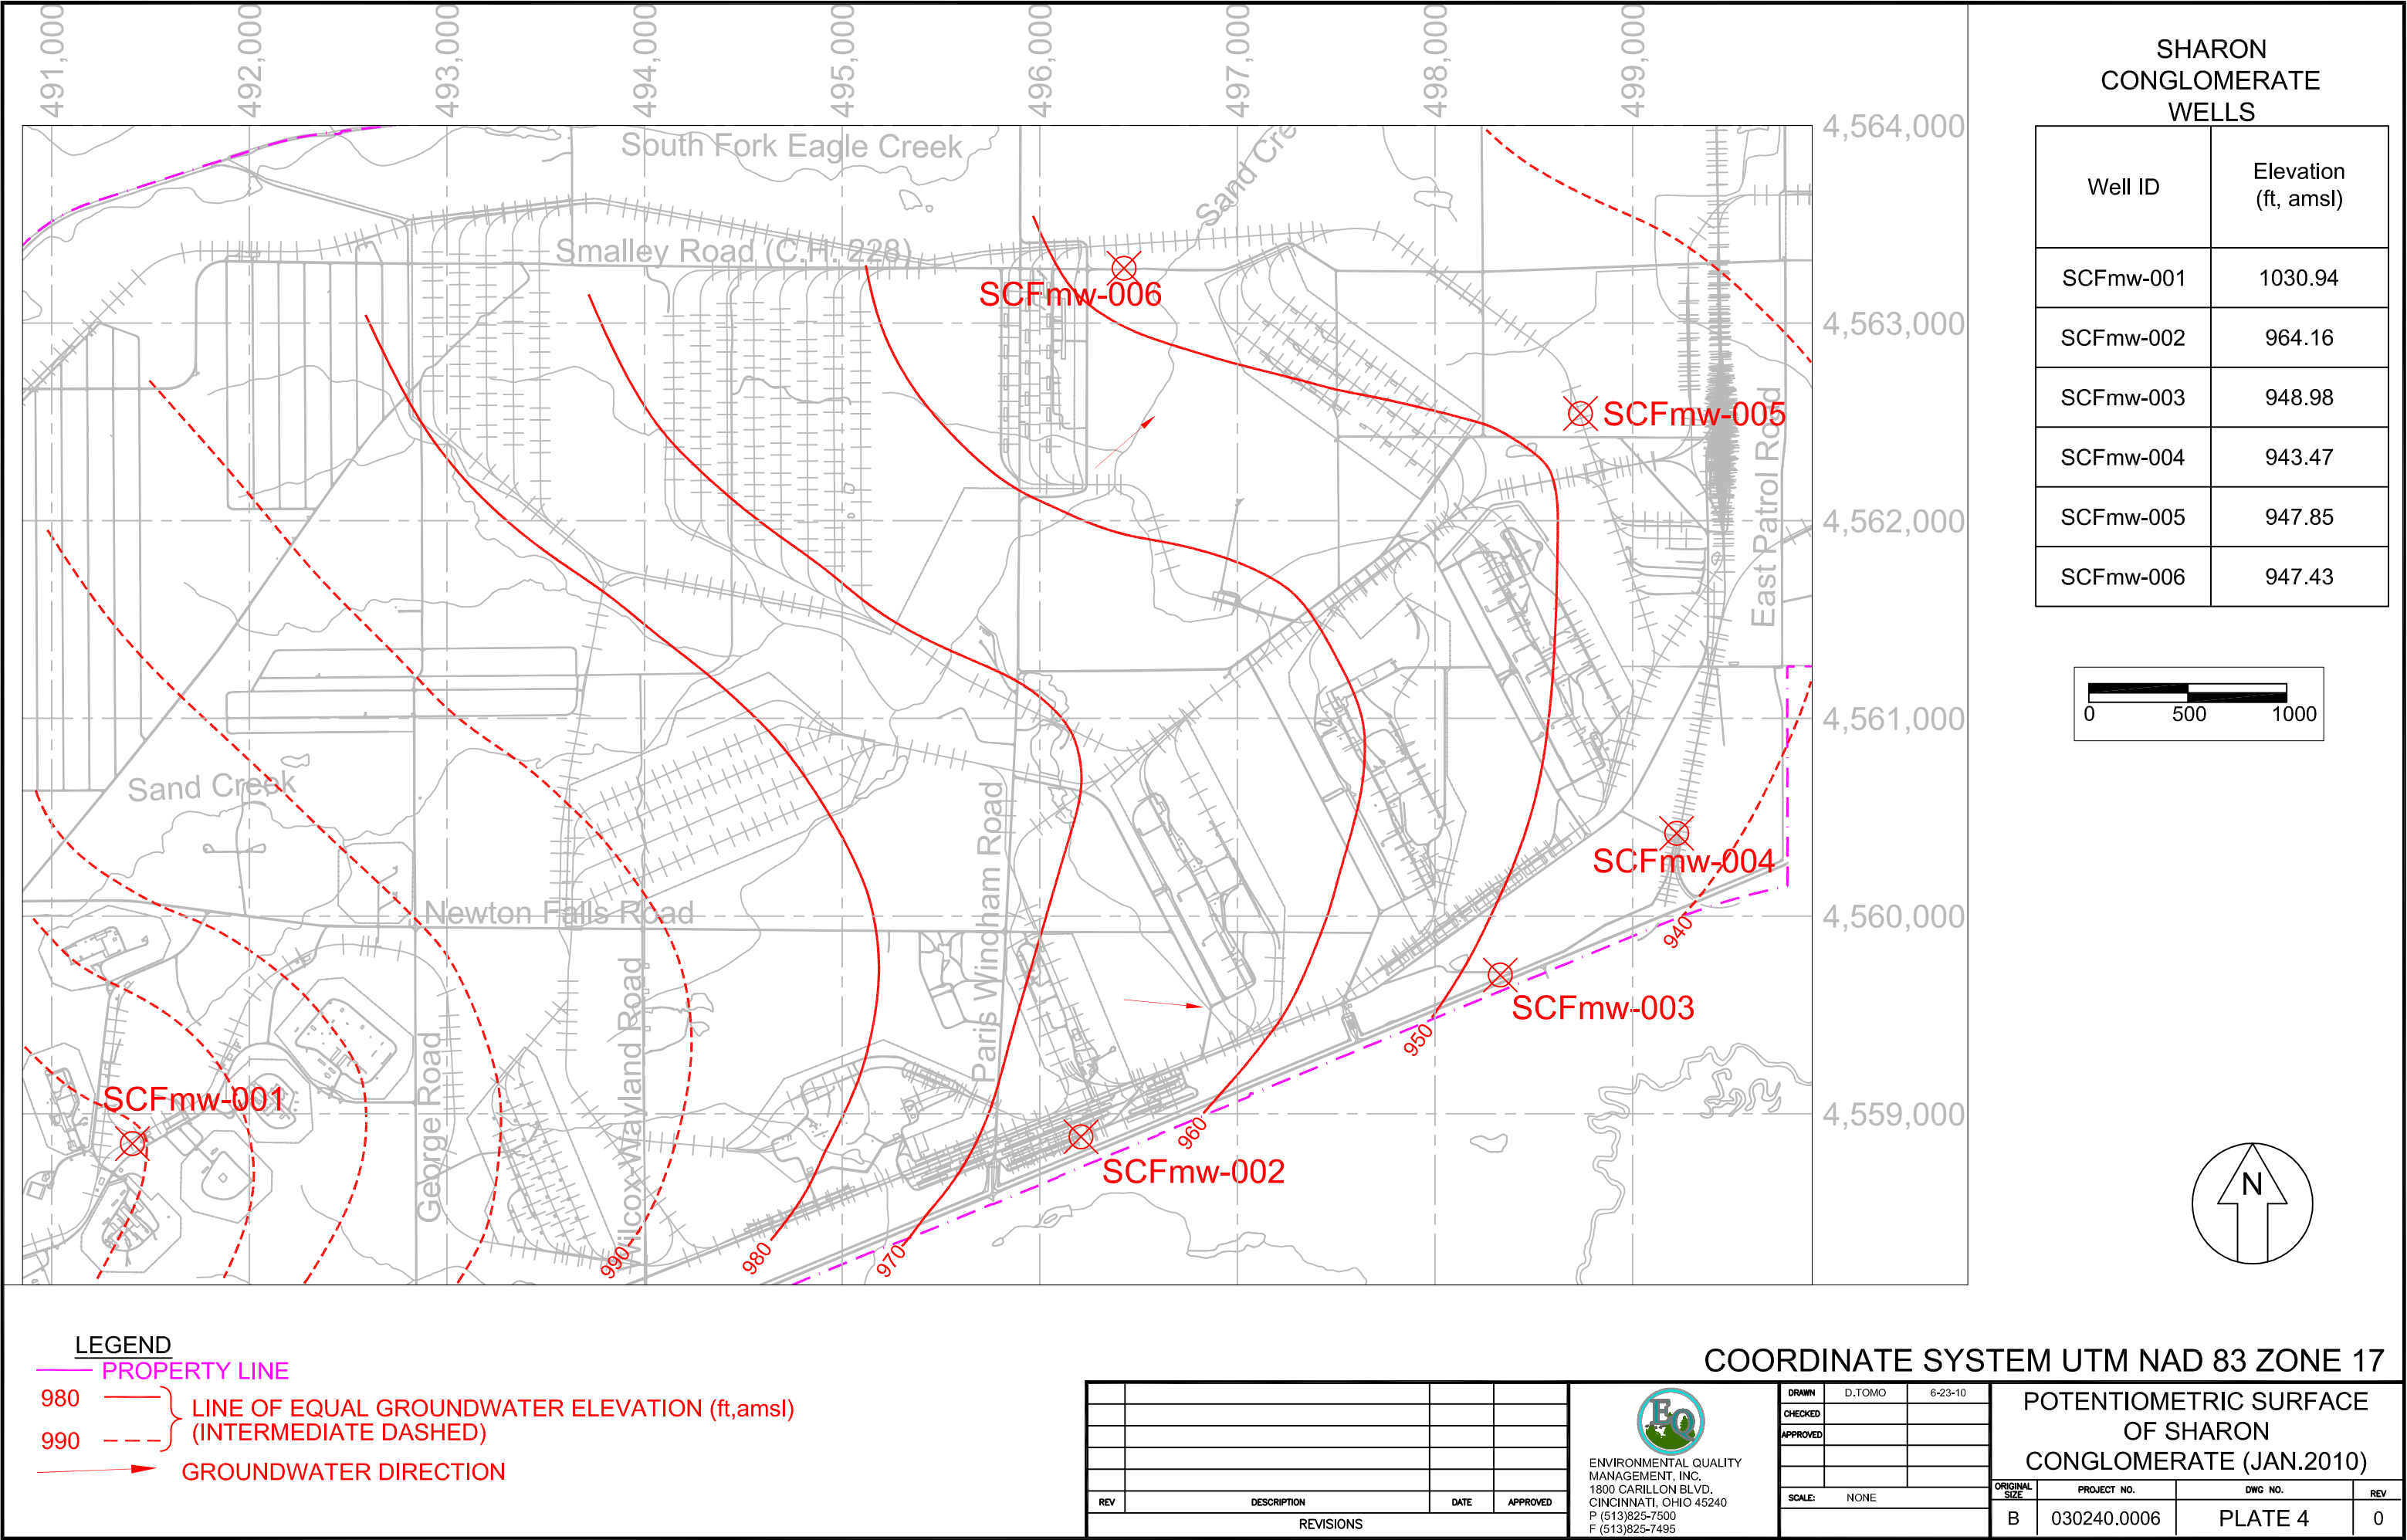 491,000
492,000
493,000
494,000
495,000
496,000
497,000
498,000
499,000
4,564,000
4,563,000
4,562,000
4,561,000
4,560,000
4,559,000
South Fork Eagle Creek
Sand Cre
Smalley Road (C.H. 228)
SCFmw-006
SCFmw-005
East Patrol Road
Sand Creek
SCFmw-004
Newton Falls Road
Paris Windham Road
940
SCFmw-003
George Road
Wilcox-Wayland Road
950
SCFmw-001
960
SCFmw-002
990
980
970
SHARON
CONGLOMERATE
WELLS
Well ID Elevation
(ft, amsl)
SCFmw-001 1030.94
SCFmw-002 964.16
SCFmw-003 948.98
SCFmw-004 943.47
SCFmw-005 947.85
SCFmw-006 947.43
0 500 1000
N
LEGEND
PROPERTY LINE
980
990
LINE OF EQUAL GROUNDWATER ELEVATION (ft,amsl)
(INTERMEDIATE DASHED)
GROUNDWATER DIRECTION
COORDINATE SYSTEM UTM NAD 83 ZONE 17
REV DESCRIPTION DATE APPROVED
REVISIONS
EQ
ENVIRONMENTAL QUALITY
MANAGEMENT, INC.
1800 CARILLON BLVD.
CINCINNATI, OHIO 45240
P (513)825-7500
F (513)825-7495
DRAWN D.TOMO 6-23-10
CHECKED
APPROVED
SCALE: NONE
POTENTIOMETRIC SURFACE
OF SHARON
CONGLOMERATE (JAN.2010)
ORIGINAL
SIZE PROJECT NO. DWG NO. REV
B 030240.0006 PLATE 4 0